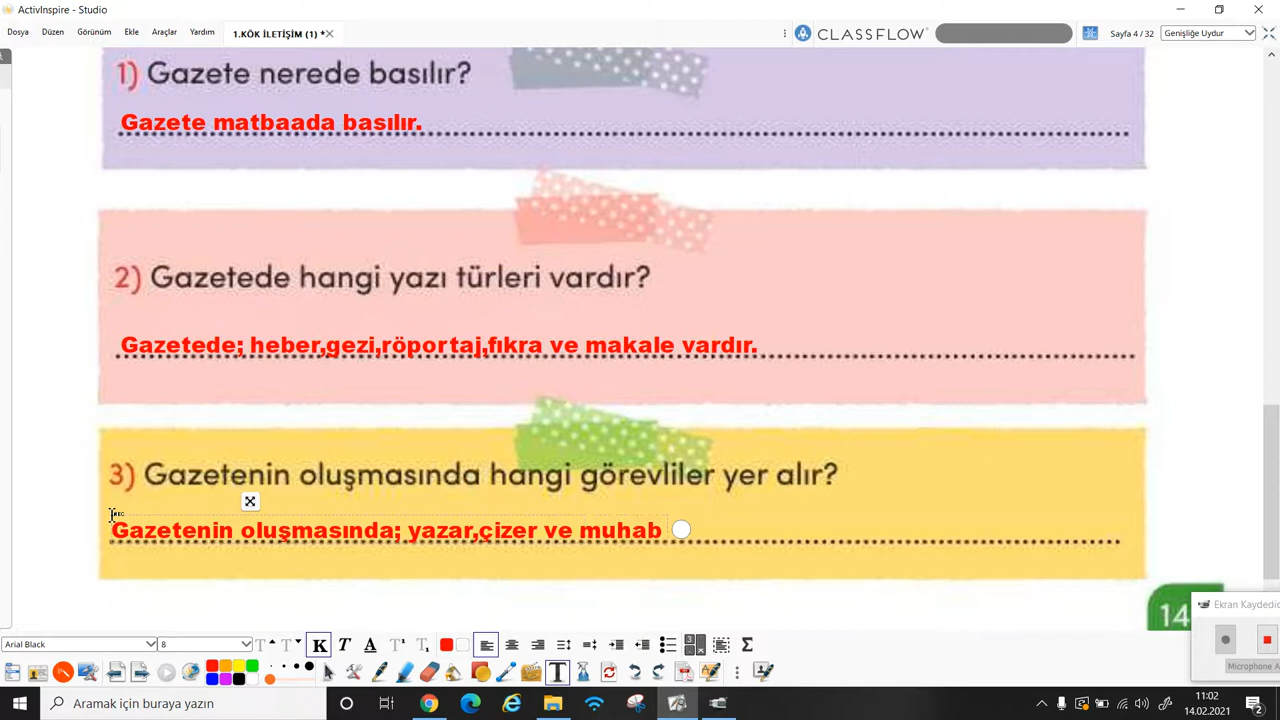 ActivInspire - Studio
Dosya Düzen Görünüm Ekle Araçlar Yardım
1.KÖK İLETİŞİM (1) *
CLASSFLOW
Sayfa 4 / 32
Genişliğe Uydur
1) Gazete nerede basılır?
Gazete matbaada basılır.
2) Gazetede hangi yazı türleri vardır?
Gazetede; heber,gezi,röportaj,fıkra ve makale vardır.
3) Gazetenin oluşmasında hangi görevliler yer alır?
Gazetenin oluşmasında; yazar,çizer ve muhab
14
Ekran Kaydedic
Microphone A
Arial Black
8
Aramak için buraya yazın
11:02
14.02.2021
2